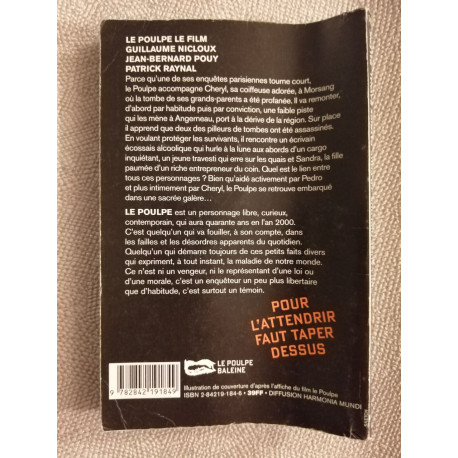 LE POULPE LE FILM
GUILLAUME NICLOUX
JEAN-BERNARD POUY
PATRICK RAYNAL
Parce qu'une de ses enquêtes parisiennes tourne court,
le Poulpe accompagne Cheryl, sa coiffeuse adorée, à Morsang
où la tombe de ses grands-parents a été profanée. Il va remonter,
d'abord par habitude puis par conviction, une faible piste
qui les mène à Angerneau, port à la dérive de la région. Sur place
il apprend que deux des pilleurs de tombes ont été assassinés.
En voulant protéger les survivants, il rencontre un écrivain
écossais alcoolique qui hurle à la lune aux abords d'un cargo
inquiétant, un jeune travesti qui erre sur les quais et Sandra, la fille
paumée d'un riche entrepreneur du coin. Quel est le lien entre
tous ces personnages ? Bien qu'aidé activement par Pedro
et plus intimement par Cheryl, le Poulpe se retrouve embarqué
dans une sacrée galère…
LE POULPE est un personnage libre, curieux,
contemporain, qui aura quarante ans en l'an 2000.
C'est quelqu'un qui va fouiller, à son compte, dans
les failles et les désordres apparents du quotidien.
Quelqu'un qui démarre toujours de ces petits faits divers
qui expriment, à tout instant, la maladie de notre monde.
Ce n'est ni un vengeur, ni le représentant d'une loi ou
d'une morale, c'est un enquêteur un peu plus libertaire
que d'habitude, c'est surtout un témoin.
POUR
L'ATTENDRIR
FAUT TAPER
DESSUS
LE POULPE
BALEINE
9 782842 191849
Illustration de couverture d'après l'affiche du film le Poulpe
ISBN 2-84219-184-6 • 39FF • DIFFUSION HARMONIA MUNDI